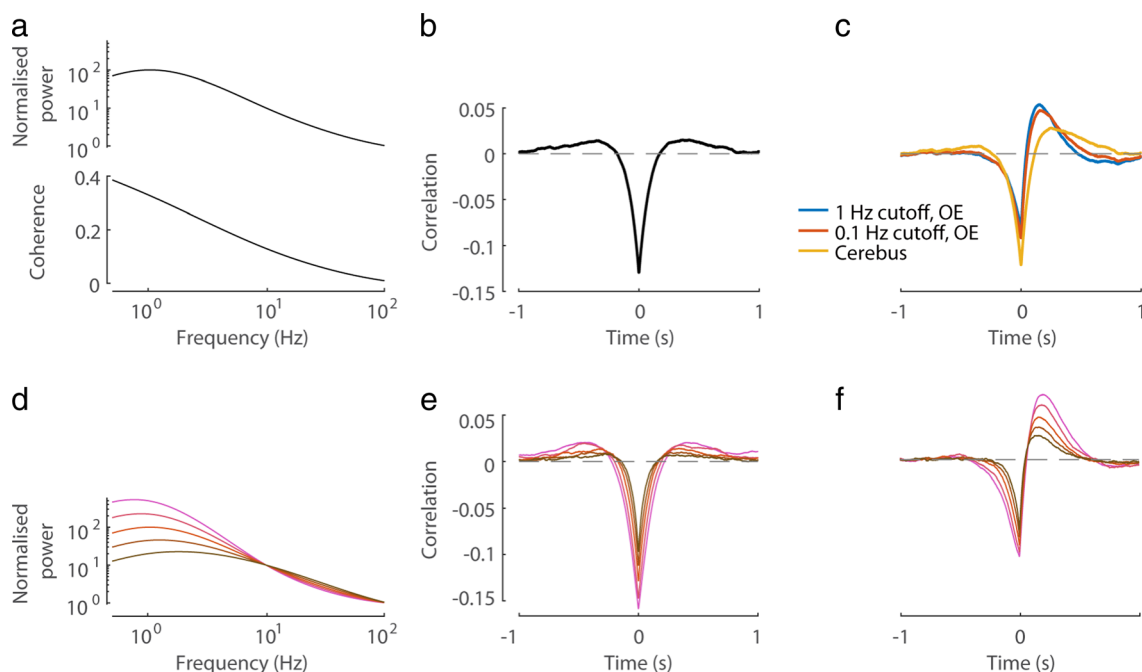 a
Normalised
power
10^2
10^1
10^0
Coherence
0.4
0.2
0
10^0
10^1
10^2
Frequency (Hz)
b
Correlation
0.05
0
-0.05
-0.1
-0.15
-1
0
1
Time (s)
c
1 Hz cutoff, OE
0.1 Hz cutoff, OE
Cerebus
-1
0
1
Time (s)
d
Normalised
power
10^2
10^1
10^0
10^0
10^1
10^2
Frequency (Hz)
e
Correlation
0.05
0
-0.05
-0.1
-0.15
-1
0
1
Time (s)
f
-1
0
1
Time (s)